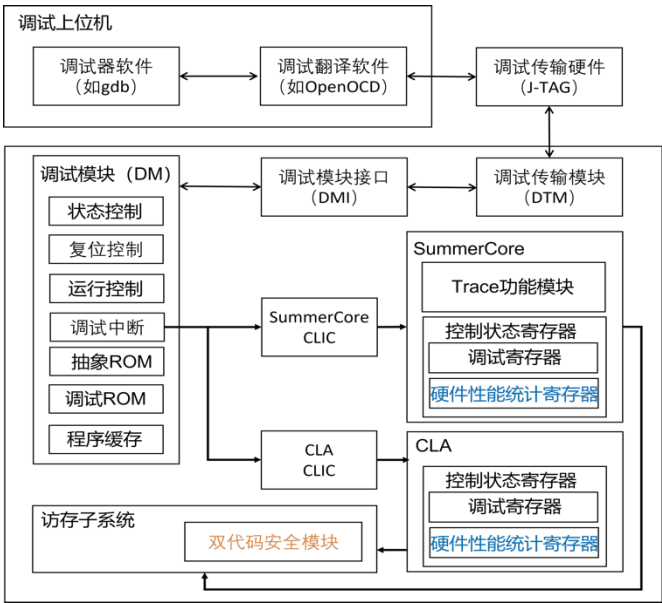 调试上位机
调试器软件
（如gdb）
调试翻译软件
（如OpenOCD）
调试传输硬件
（J-TAG）
调试模块（DM）
状态控制
复位控制
运行控制
调试中断
抽象ROM
调试ROM
程序缓存
调试模块接口
（DMI）
调试传输模块
（DTM）
SummerCore
CLIC
SummerCore
Trace功能模块
控制状态寄存器
调试寄存器
硬件性能统计寄存器
CLA
CLIC
CLA
控制状态寄存器
调试寄存器
硬件性能统计寄存器
访存子系统
双代码安全模块